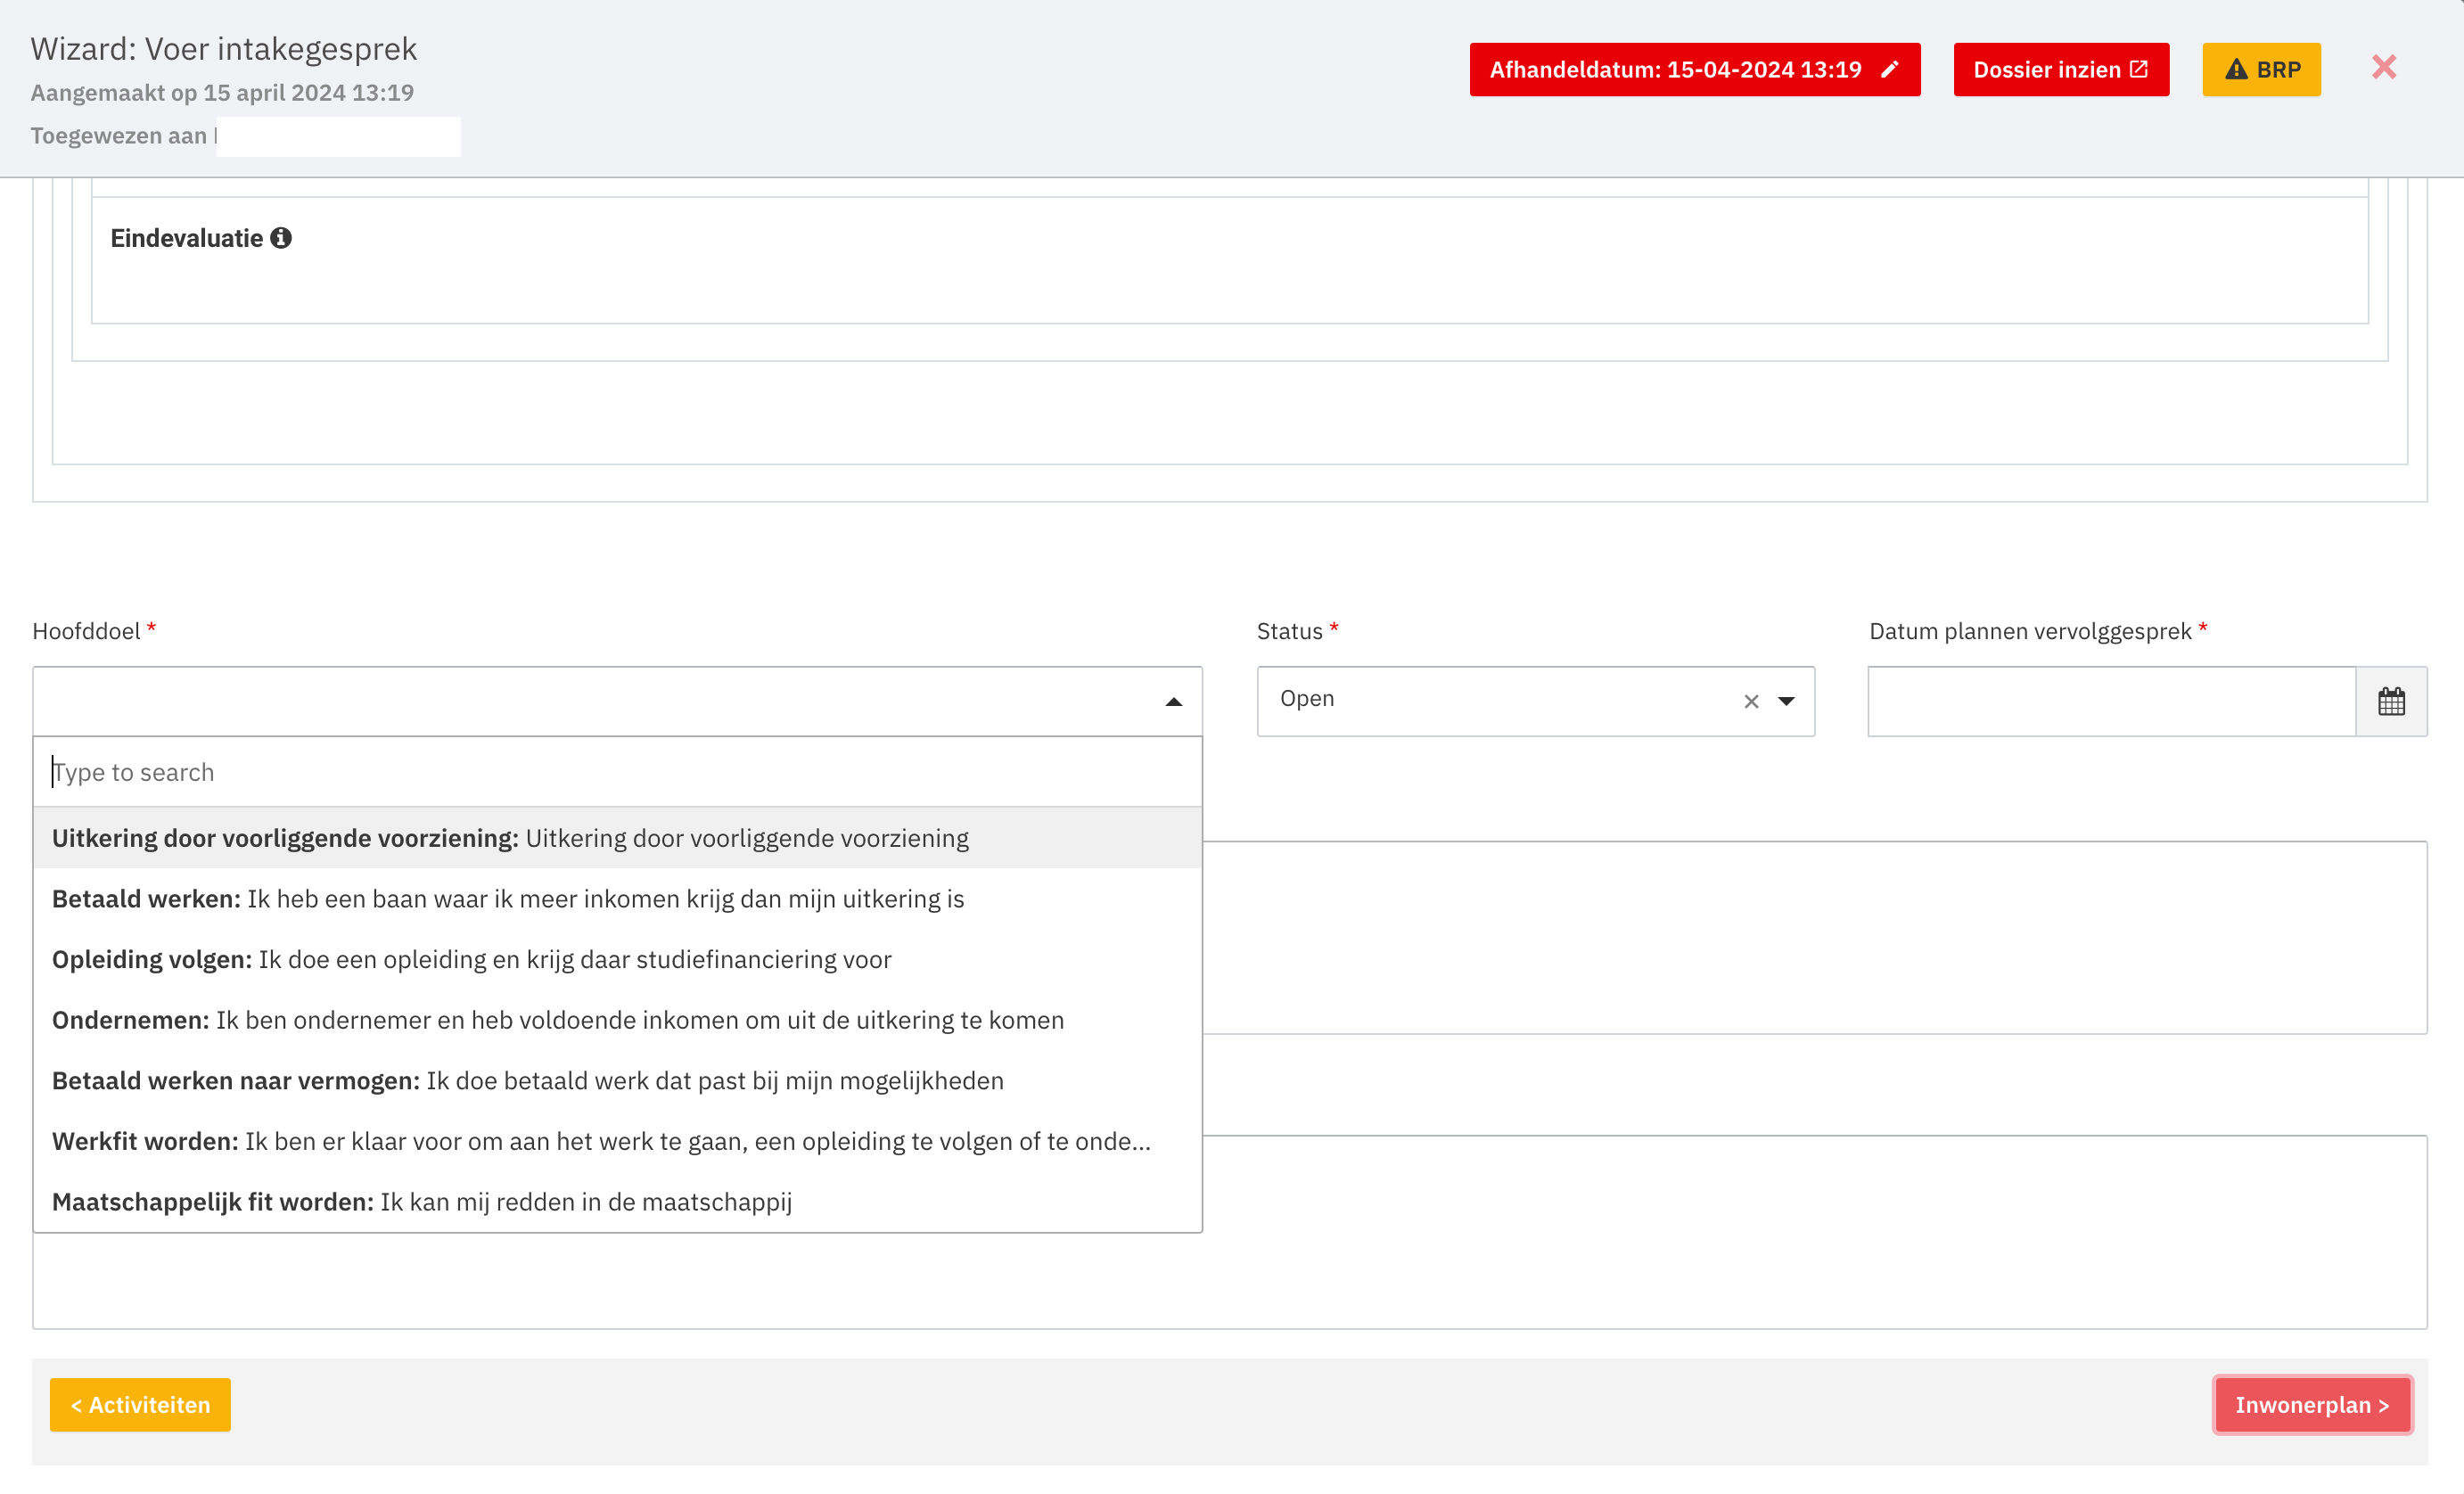 Wizard: Voer intakegesprek
Aangemaakt op 15 april 2024 13:19
Toegewezen aan
Afhandeldatum: 15-04-2024 13:19
Dossier inzien
BRP
Eindevaluatie
Hoofddoel *
Status *
Datum plannen vervolggesprek *
Open
Type to search
Uitkering door voorliggende voorziening: Uitkering door voorliggende voorziening
Betaald werken: Ik heb een baan waar ik meer inkomen krijg dan mijn uitkering is
Opleiding volgen: Ik doe een opleiding en krijg daar studiefinanciering voor
Ondernemen: Ik ben ondernemer en heb voldoende inkomen om uit de uitkering te komen
Betaald werken naar vermogen: Ik doe betaald werk dat past bij mijn mogelijkheden
Werkfit worden: Ik ben er klaar voor om aan het werk te gaan, een opleiding te volgen of te onde...
Maatschappelijk fit worden: Ik kan mij redden in de maatschappij
< Activiteiten
Inwonerplan >